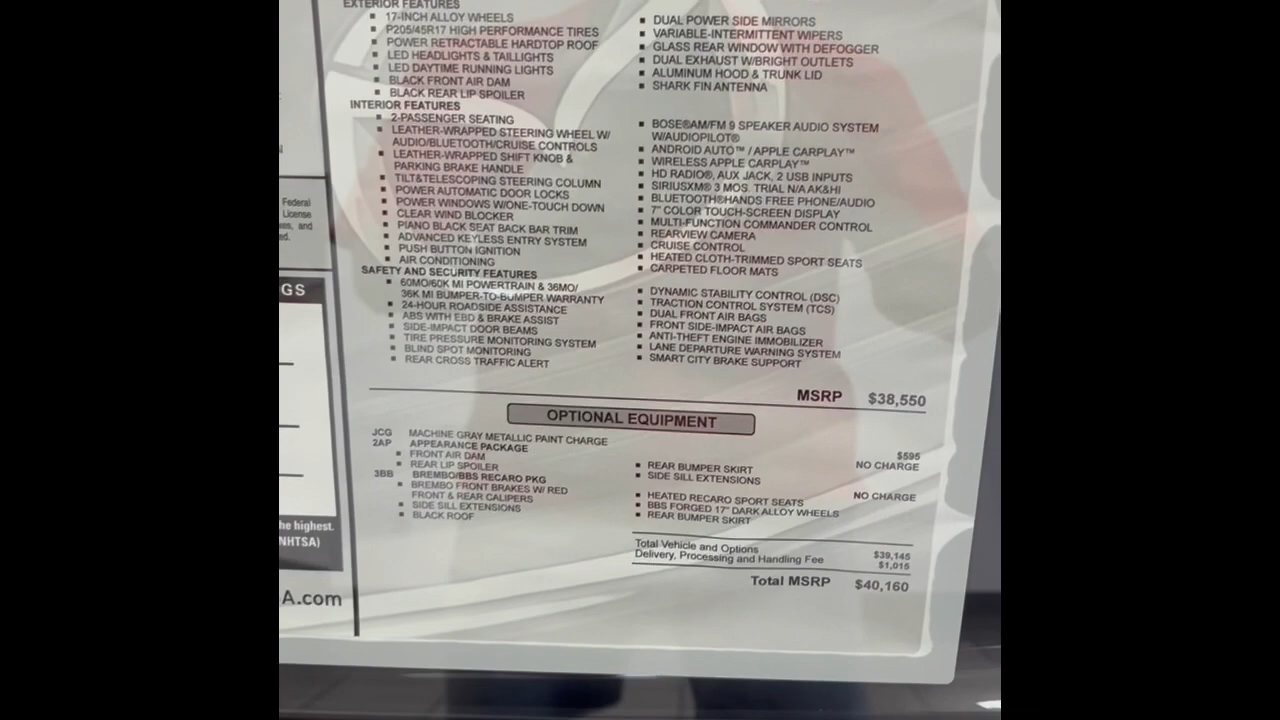 EXTERIOR FEATURES
17-INCH ALLOY WHEELS
P205/45R17 HIGH PERFORMANCE TIRES
POWER RETRACTABLE HARDTOP ROOF
LED HEADLIGHTS & TAILLIGHTS
LED DAYTIME RUNNING LIGHTS
BLACK FRONT AIR DAM
BLACK REAR LIP SPOILER
DUAL POWER SIDE MIRRORS
VARIABLE-INTERMITTENT WIPERS
GLASS REAR WINDOW WITH DEFOGGER
DUAL EXHAUST W/BRIGHT OUTLETS
ALUMINUM HOOD & TRUNK LID
SHARK FIN ANTENNA
INTERIOR FEATURES
2-PASSENGER SEATING
LEATHER-WRAPPED STEERING WHEEL W/
AUDIO/BLUETOOTH/CRUISE CONTROLS
LEATHER-WRAPPED SHIFT KNOB &
PARKING BRAKE HANDLE
TILT&TELESCOPING STEERING COLUMN
POWER AUTOMATIC DOOR LOCKS
POWER WINDOWS W/ONE-TOUCH DOWN
CLEAR WIND BLOCKER
PIANO BLACK SEAT BACK BAR TRIM
ADVANCED KEYLESS ENTRY SYSTEM
PUSH BUTTON IGNITION
AIR CONDITIONING
BOSE®AM/FM 9 SPEAKER AUDIO SYSTEM
W/AUDIOPILOT®
ANDROID AUTO™ / APPLE CARPLAY™
WIRELESS APPLE CARPLAY™
HD RADIO®, AUX JACK, 2 USB INPUTS
SIRIUSXM® 3 MOS. TRIAL N/A AK&HI
BLUETOOTH®HANDS FREE PHONE/AUDIO
7" COLOR TOUCH-SCREEN DISPLAY
MULTI-FUNCTION COMMANDER CONTROL
REARVIEW CAMERA
CRUISE CONTROL
HEATED CLOTH-TRIMMED SPORT SEATS
CARPETED FLOOR MATS
SAFETY AND SECURITY FEATURES
60MO/60K MI POWERTRAIN & 36MO/
36K MI BUMPER-TO-BUMPER WARRANTY
24-HOUR ROADSIDE ASSISTANCE
ABS WITH EBD & BRAKE ASSIST
SIDE-IMPACT DOOR BEAMS
TIRE PRESSURE MONITORING SYSTEM
BLIND SPOT MONITORING
REAR CROSS TRAFFIC ALERT
DYNAMIC STABILITY CONTROL (DSC)
TRACTION CONTROL SYSTEM (TCS)
DUAL FRONT AIR BAGS
FRONT SIDE-IMPACT AIR BAGS
ANTI-THEFT ENGINE IMMOBILIZER
LANE DEPARTURE WARNING SYSTEM
SMART CITY BRAKE SUPPORT
MSRP $38,550
OPTIONAL EQUIPMENT
JCG MACHINE GRAY METALLIC PAINT CHARGE $595
2AP APPEARANCE PACKAGE NO CHARGE
FRONT AIR DAM
REAR LIP SPOILER
REAR BUMPER SKIRT
SIDE SILL EXTENSIONS
3BB BREMBO/BBS RECARO PKG NO CHARGE
BREMBO FRONT BRAKES W/ RED
FRONT & REAR CALIPERS
SIDE SILL EXTENSIONS
BLACK ROOF
HEATED RECARO SPORT SEATS
BBS FORGED 17" DARK ALLOY WHEELS
REAR BUMPER SKIRT
Total Vehicle and Options $39,145
Delivery, Processing and Handling Fee $1,015
Total MSRP $40,160
Federal
License
and
ed.
GS
he highest.
NHTSA)
A.com